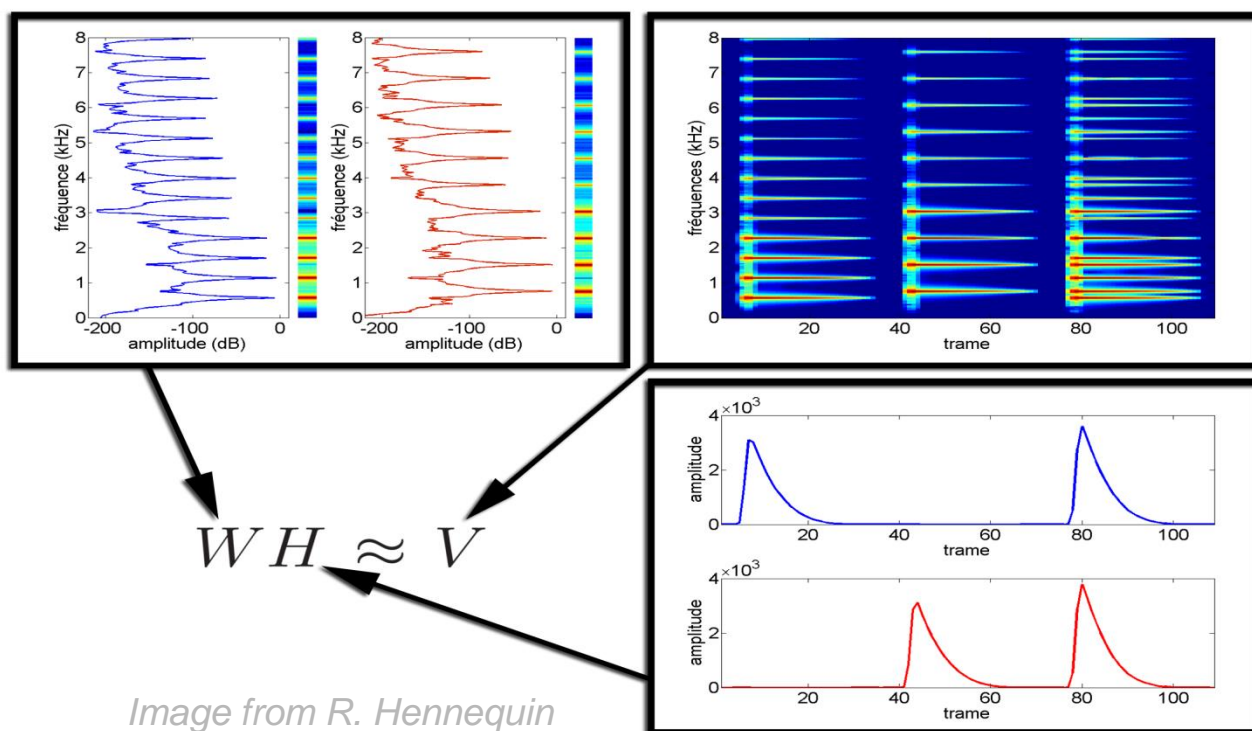 8
7
6
5
4
3
2
1
0
fréquence (kHz)
-200 -100 0
amplitude (dB)
8
7
6
5
4
3
2
1
0
fréquence (kHz)
-200 -100 0
amplitude (dB)
8
7
6
5
4
3
2
1
0
fréquences (kHz)
20 40 60 80 100
trame
W H ≈ V
4
×10³
2
0
amplitude
20 40 60 80 100
trame
4
×10³
2
0
amplitude
20 40 60 80 100
trame
Image from R. Hennequin